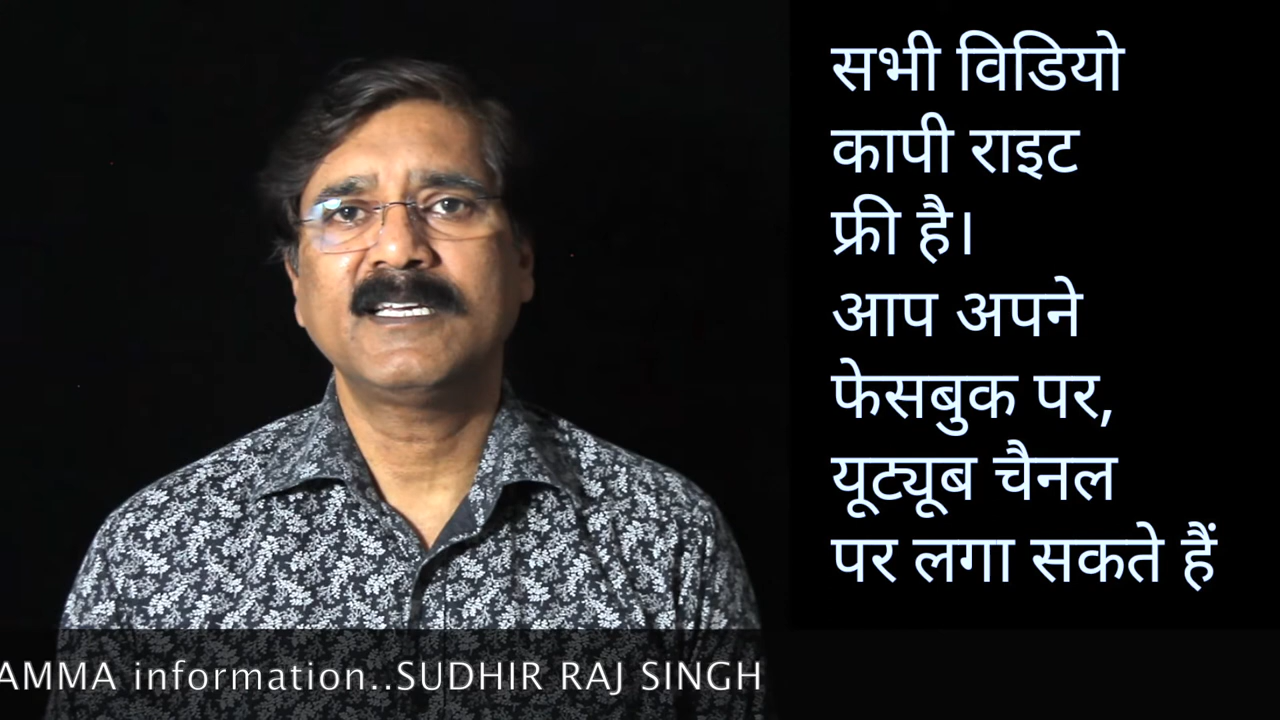 सभी विडियो
कापी राइट
फ्री है।
आप अपने
फेसबुक पर,
यूट्यूब चैनल
पर लगा सकते हैं
AMMA information..SUDHIR RAJ SINGH